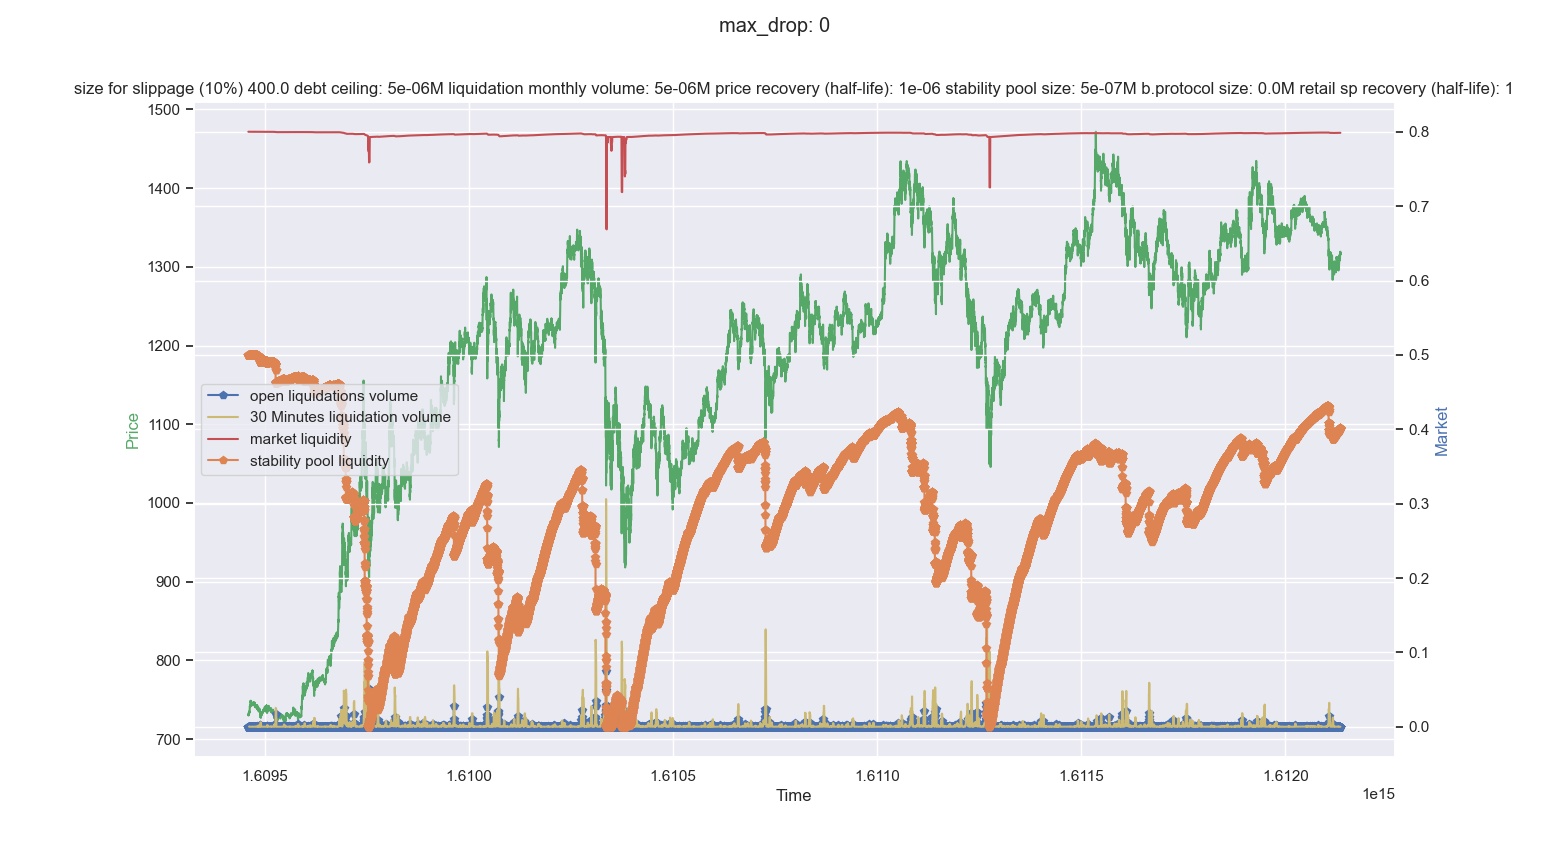 max_drop: 0
size for slippage (10%) 400.0 debt ceiling: 5e-06M liquidation monthly volume: 5e-06M price recovery (half-life): 1e-06 stability pool size: 5e-07M b.protocol size: 0.0M retail sp recovery (half-life): 1
1500
1400
1300
1200
1100
1000
900
800
700
Price
open liquidations volume
30 Minutes liquidation volume
market liquidity
stability pool liquidity
0.8
0.7
0.6
0.5
0.4
0.3
0.2
0.1
0.0
Market
1.6095 1.6100 1.6105 1.6110 1.6115 1.6120
1e15
Time